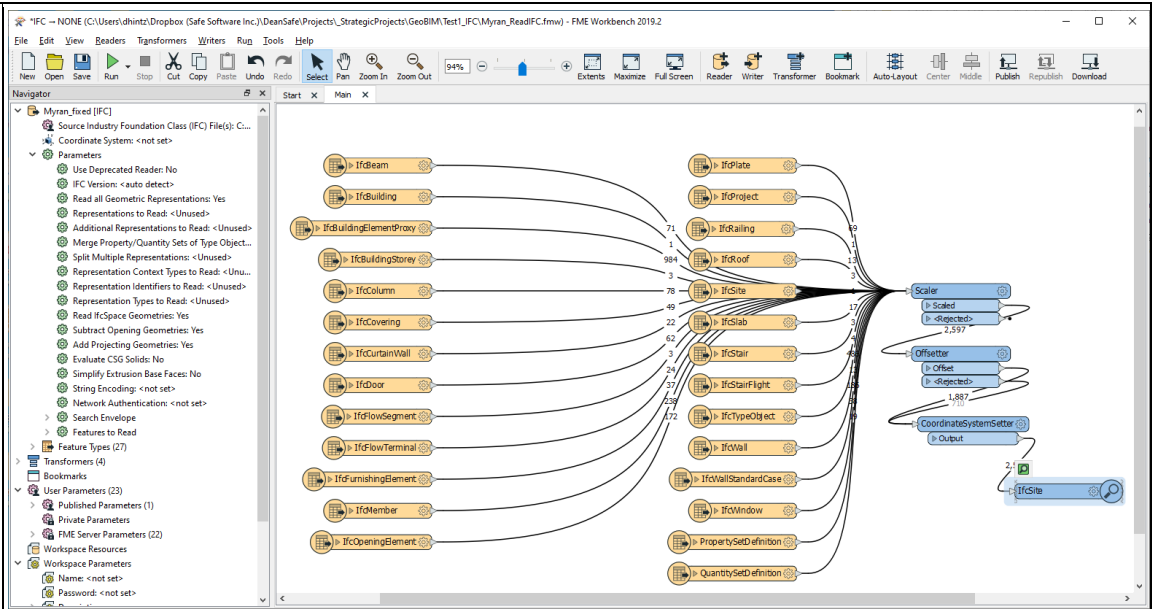 *IFC → NONE (C:\Users\dhintz\Dropbox (Safe Software Inc.)\DeanSafe\Projects\_StrategicProjects\GeoBIM\Test1_IFC\Myran_ReadIFC.fmw) - FME Workbench 2019.2
File Edit View Readers Transformers Writers Run Tools Help
94%
New Open Save Run Stop Cut Copy Paste Undo Redo Select Pan Zoom In Zoom Out Extents Maximize Full Screen Reader Writer Transformer Bookmark Auto-Layout Center Middle Publish Republish Download
Navigator
Start Main
Myran_fixed [IFC]
Source Industry Foundation Class (IFC) File(s): C:...
Coordinate System: <not set>
Parameters
Use Deprecated Reader: No
IFC Version: <auto detect>
Read all Geometric Representations: Yes
Representations to Read: <Unused>
Additional Representations to Read: <Unused>
Merge Property/Quantity Sets of Type Object...
Split Multiple Representations: <Unused>
Representation Context Types to Read: <Unu...
Representation Identifiers to Read: <Unused>
Representation Types to Read: <Unused>
Read IfcSpace Geometries: Yes
Subtract Opening Geometries: Yes
Add Projecting Geometries: Yes
Evaluate CSG Solids: No
Simplify Extrusion Base Faces: No
String Encoding: <not set>
Network Authentication: <not set>
Search Envelope
Features to Read
Feature Types (27)
Transformers (4)
Bookmarks
User Parameters (23)
Published Parameters (1)
Private Parameters
FME Server Parameters (22)
Workspace Resources
Workspace Parameters
Name: <not set>
Password: <not set>
IfcBeam
IfcBuilding
IfcBuildingElementProxy
IfcBuildingStorey
IfcColumn
IfcCovering
IfcCurtainWall
IfcDoor
IfcFlowSegment
IfcFlowTerminal
IfcFurnishingElement
IfcMember
IfcOpeningElement
71
1
984
3
78
49
22
62
3
24
37
238
172
IfcPlate
IfcProject
IfcRailing
IfcRoof
IfcSite
IfcSlab
IfcStair
IfcStairFlight
IfcTypeObject
IfcWall
IfcWallStandardCase
IfcWindow
PropertySetDefinition
QuantitySetDefinition
69
1
13
3
17
3
Scaler
Scaled
<Rejected>
2,597
Offsetter
Offset
<Rejected>
1,887
710
CoordinateSystemSetter
Output
IfcSite